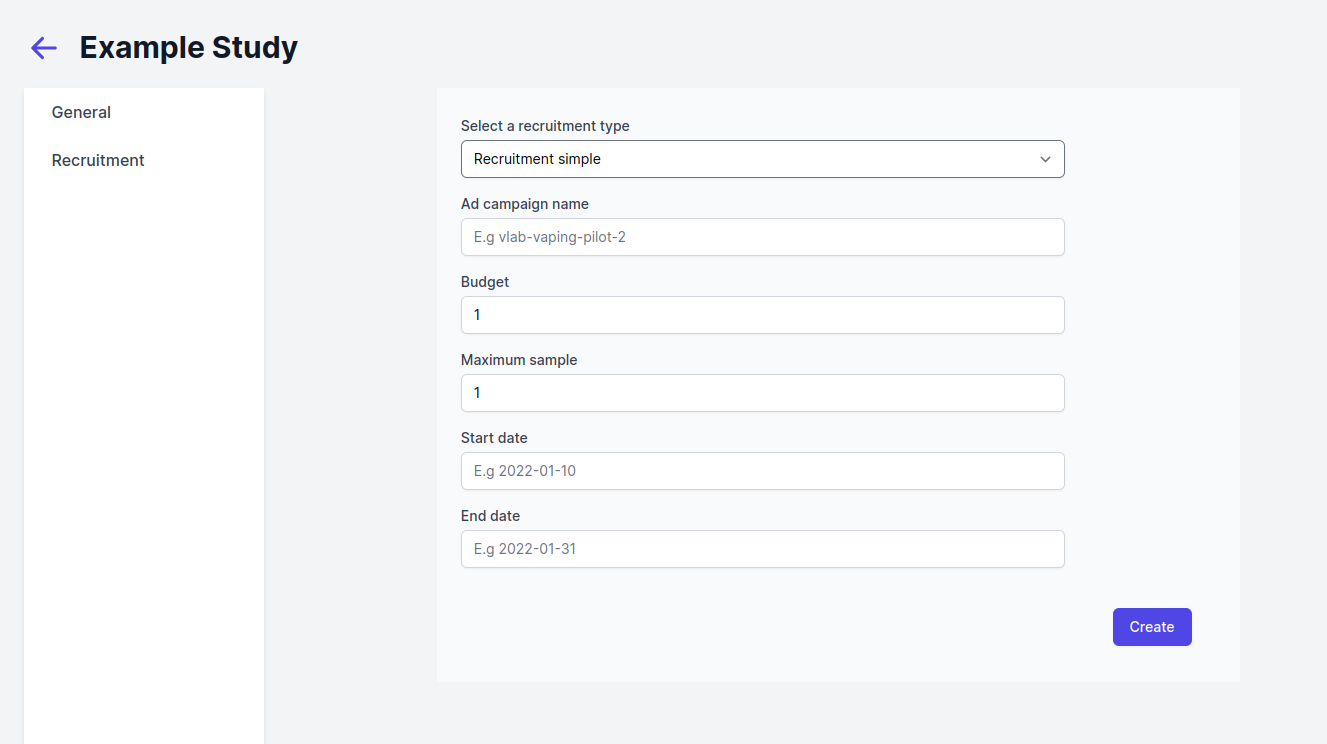 Example Study
General
Recruitment
Select a recruitment type
Recruitment simple
Ad campaign name
E.g vlab-vaping-pilot-2
Budget
1
Maximum sample
1
Start date
E.g 2022-01-10
End date
E.g 2022-01-31
Create